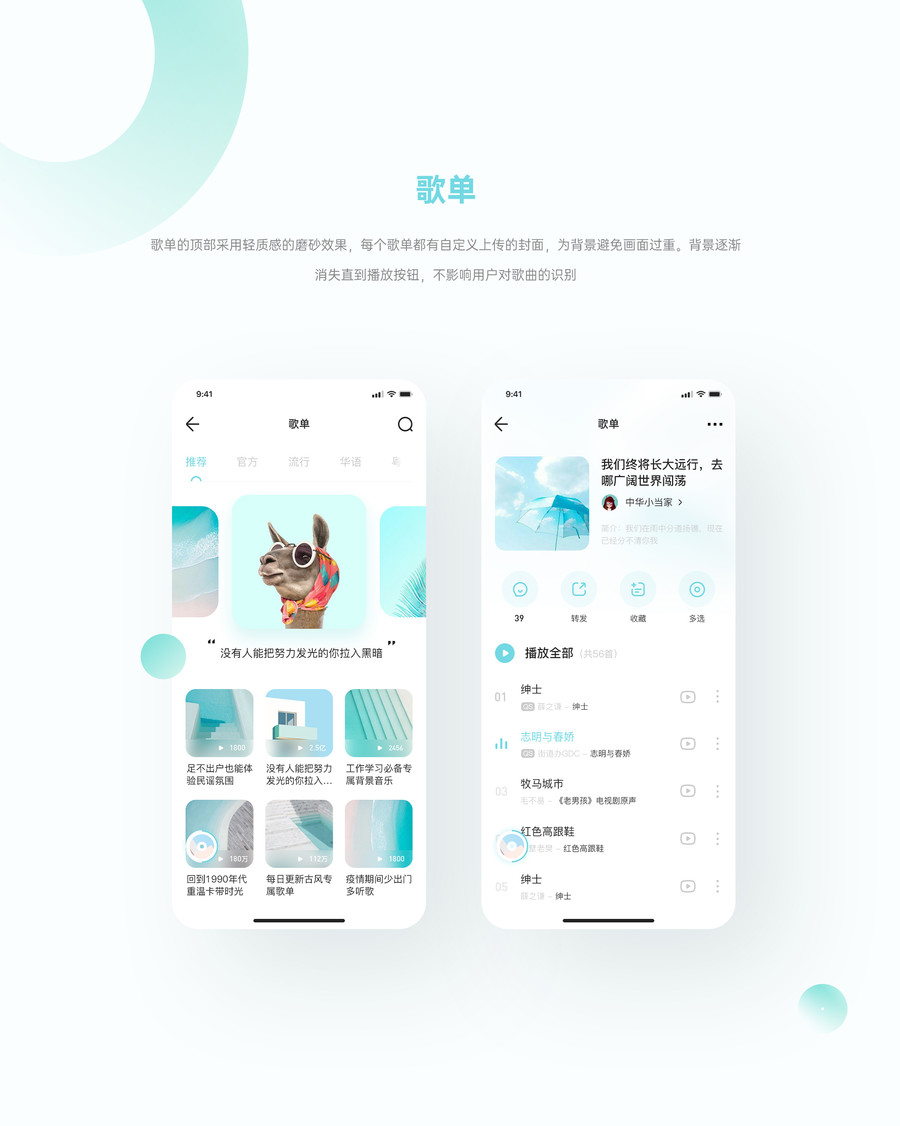 歌单
歌单的顶部采用轻质感的磨砂效果，每个歌单都有自定义上传的封面，为背景避免画面过重。背景逐渐
消失直到播放按钮，不影响用户对歌曲的识别
9:41
歌单
推荐 官方 流行 华语
“ 没有人能把努力发光的你拉入黑暗 ”
1800
2.5亿
2456
足不出户也能体
验民谣氛围
没有人能把努力
发光的你拉入…
工作学习必备专
属背景音乐
180万
112万
1800
回到1990年代
重温卡带时光
每日更新古风专
属歌单
疫情期间少出门
多听歌
9:41
歌单
我们终将长大远行，去
哪广阔世界闯荡
中华小当家
简介：我们在雨中分道扬镳，现在
已经分不清你我
39 转发 收藏 多选
播放全部 (共56首)
01 绅士
薛之谦 – 绅士
志明与春娇
街道办GDC – 志明与春娇
03 牧马城市
毛不易 – 《老男孩》电视剧原声
红色高跟鞋
– 红色高跟鞋
05 绅士
薛之谦 – 绅士